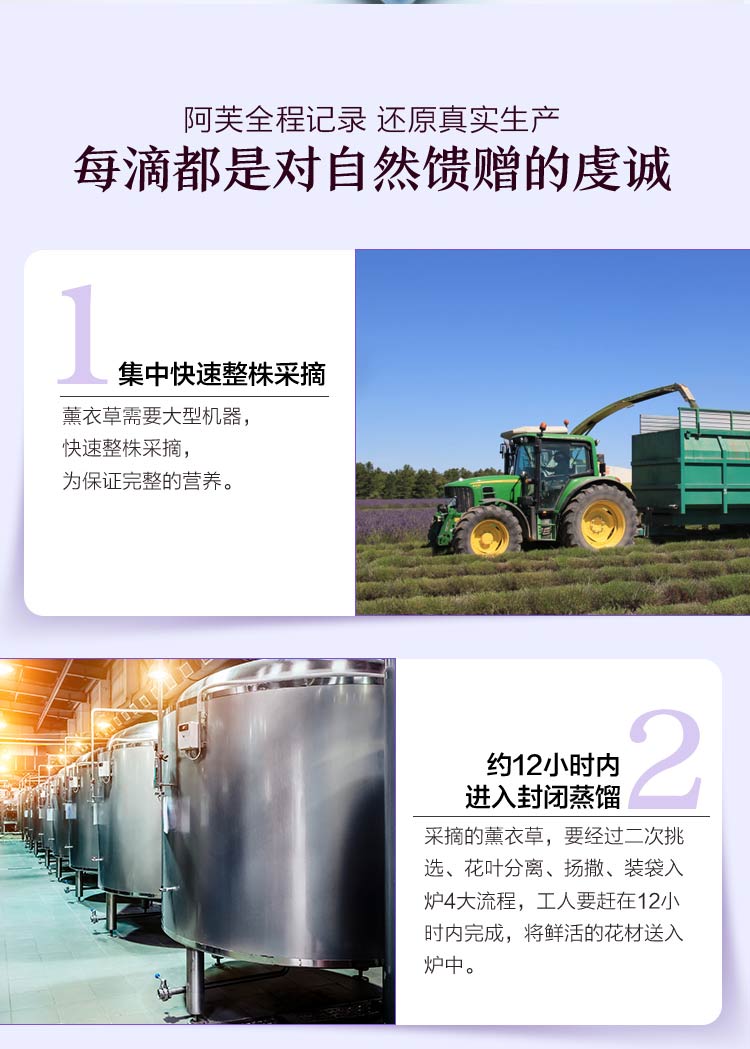 阿芙全程记录 还原真实生产
每滴都是对自然馈赠的虔诚
1
集中快速整株采摘
薰衣草需要大型机器，
快速整株采摘，
为保证完整的营养。
2
约12小时内
进入封闭蒸馏
采摘的薰衣草，要经过二次挑
选、花叶分离、扬撒、装袋入
炉4大流程，工人要赶在12小
时内完成，将鲜活的花材送入
炉中。